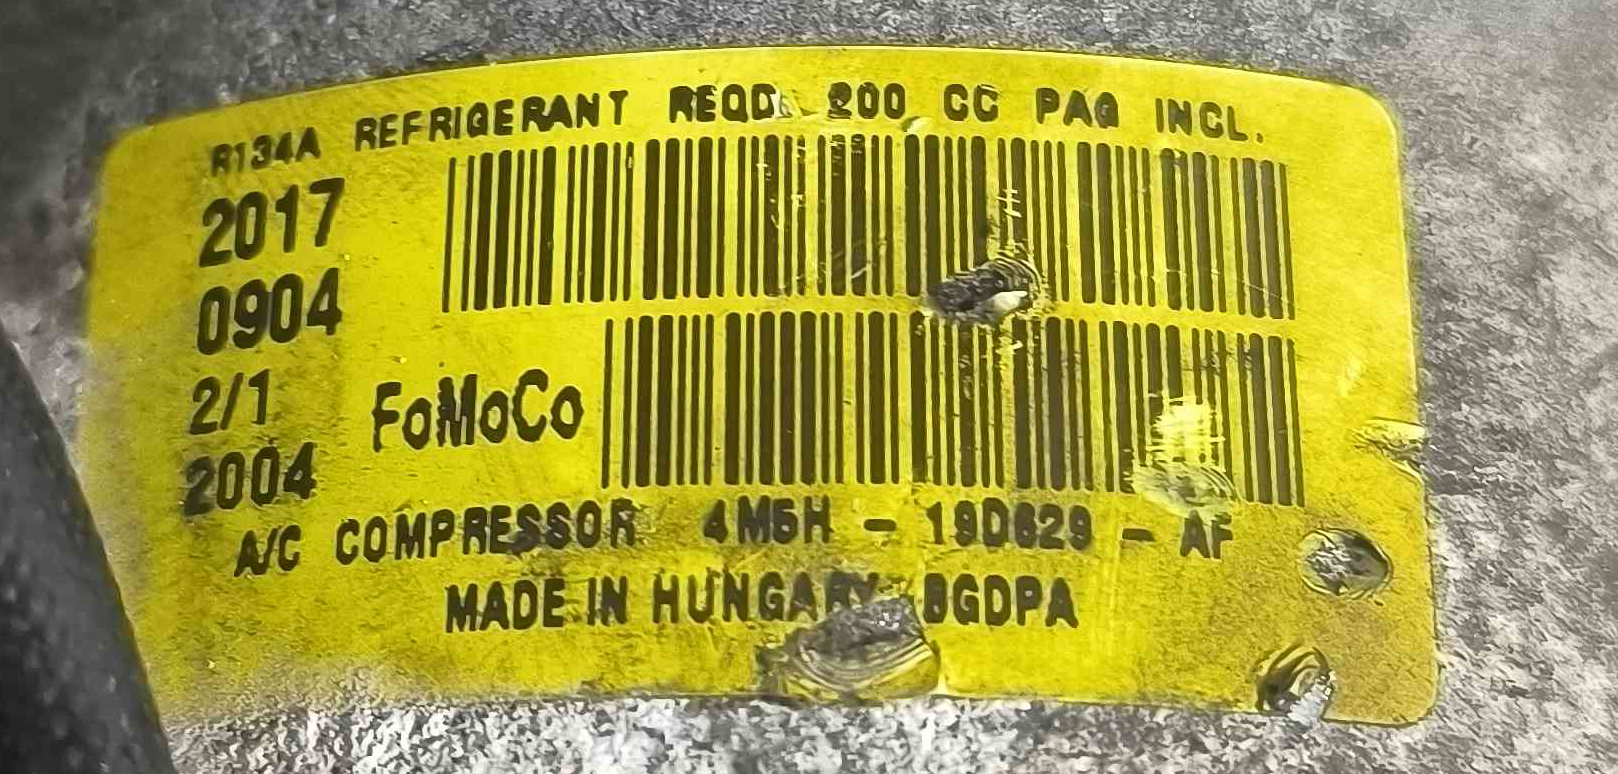 R134A REFRIGERANT REQD. 200 CC PAG INCL.
2017
0904
2/1
2004
FoMoCo
A/C COMPRESSOR 4M5H - 19D629 - AF
MADE IN HUNGARY 8GDPA